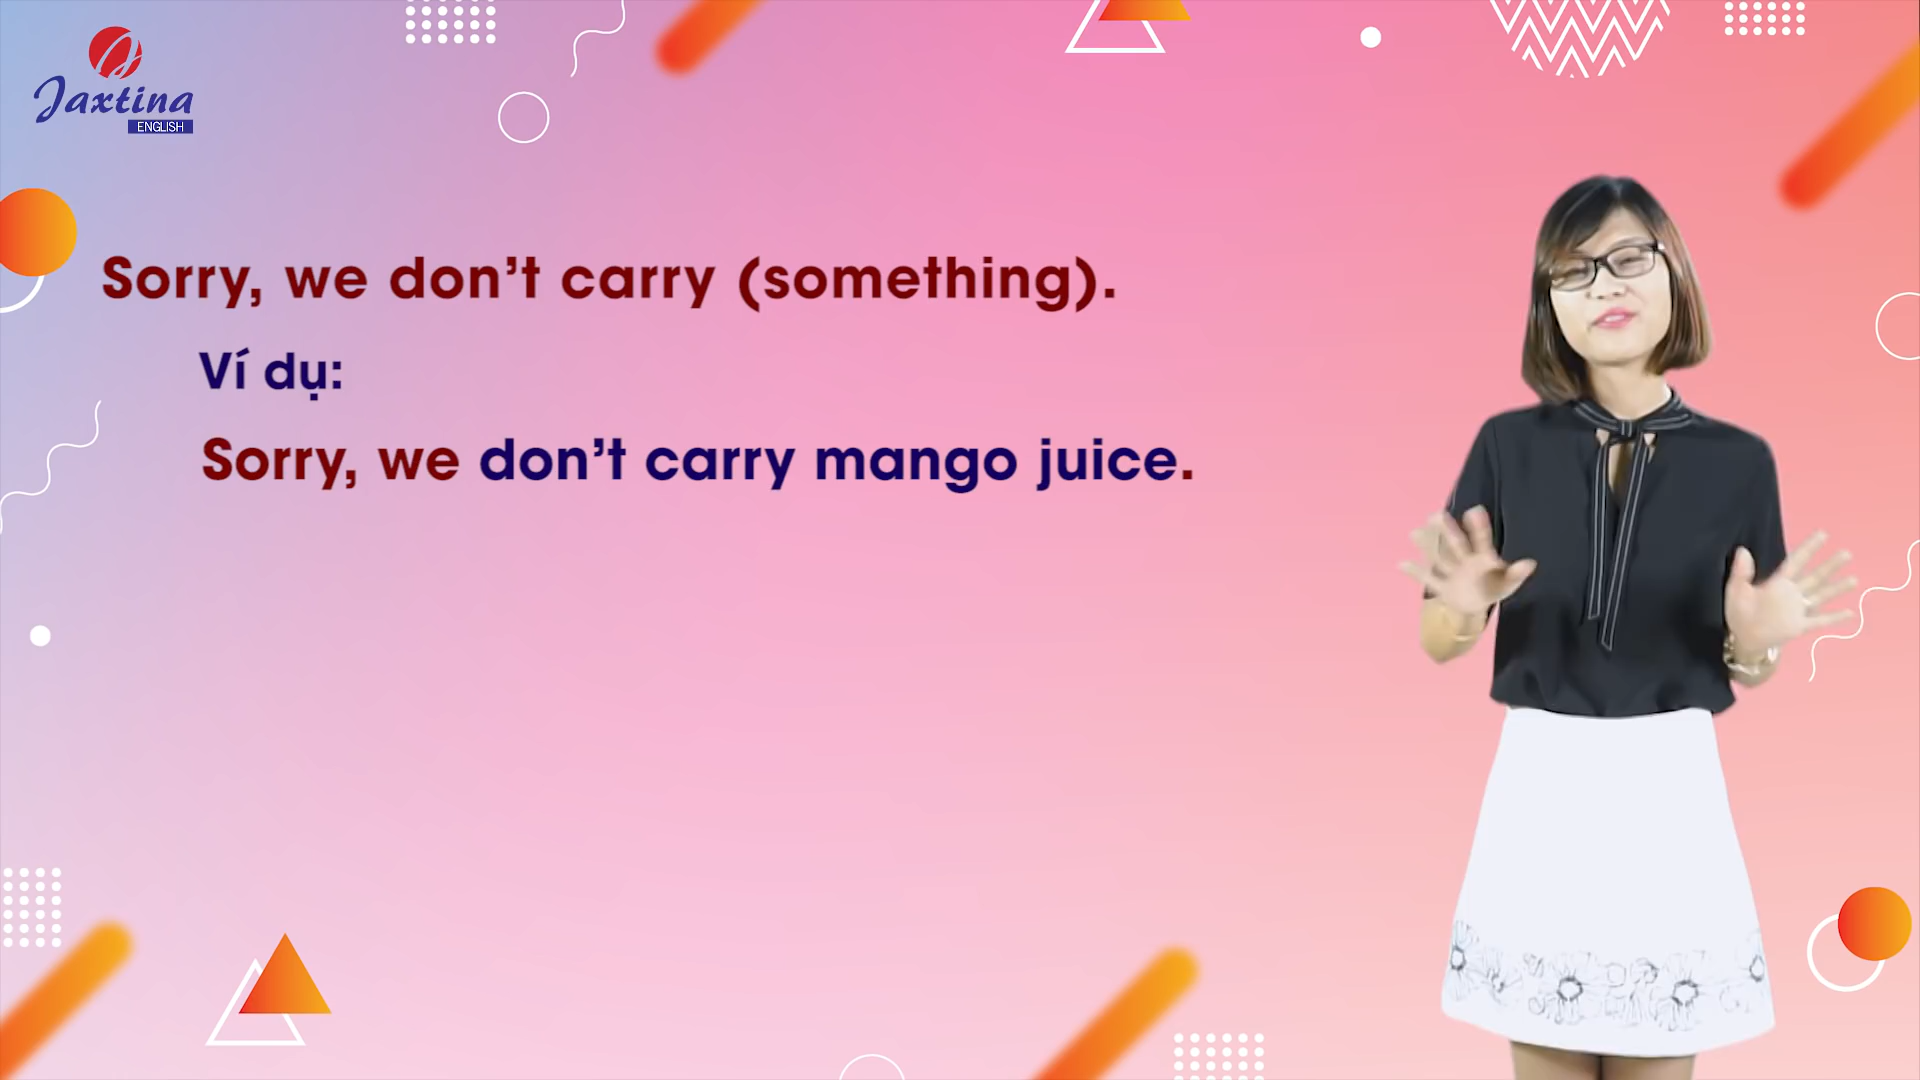 Jaxtina
ENGLISH
Sorry, we don’t carry (something).
Ví dụ:
Sorry, we don’t carry mango juice.